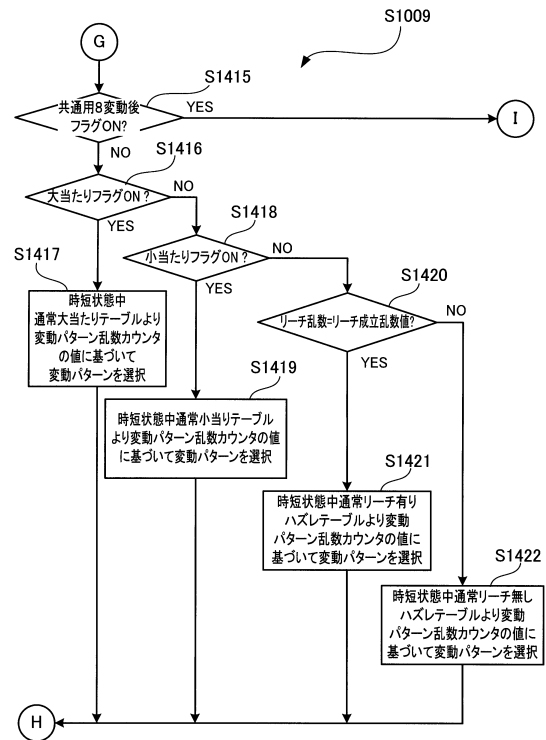 S1009
G
S1415
共通用8変動後
フラグON?
YES
I
NO
S1416
大当たりフラグON?
NO
YES
S1418
小当たりフラグON?
NO
YES
S1417
時短状態中
通常大当たりテーブルより
変動パターン乱数カウンタ
の値に基づいて
変動パターンを選択
S1420
リーチ乱数=リーチ成立乱数値?
NO
YES
S1419
時短状態中通常小当りテーブル
より変動パターン乱数カウンタの値
に基づいて変動パターンを選択
S1421
時短状態中通常リーチ有り
ハズレテーブルより変動
パターン乱数カウンタの値に
基づいて変動パターンを選択
S1422
時短状態中通常リーチ無し
ハズレテーブルより変動
パターン乱数カウンタの値に
基づいて変動パターンを選択
H